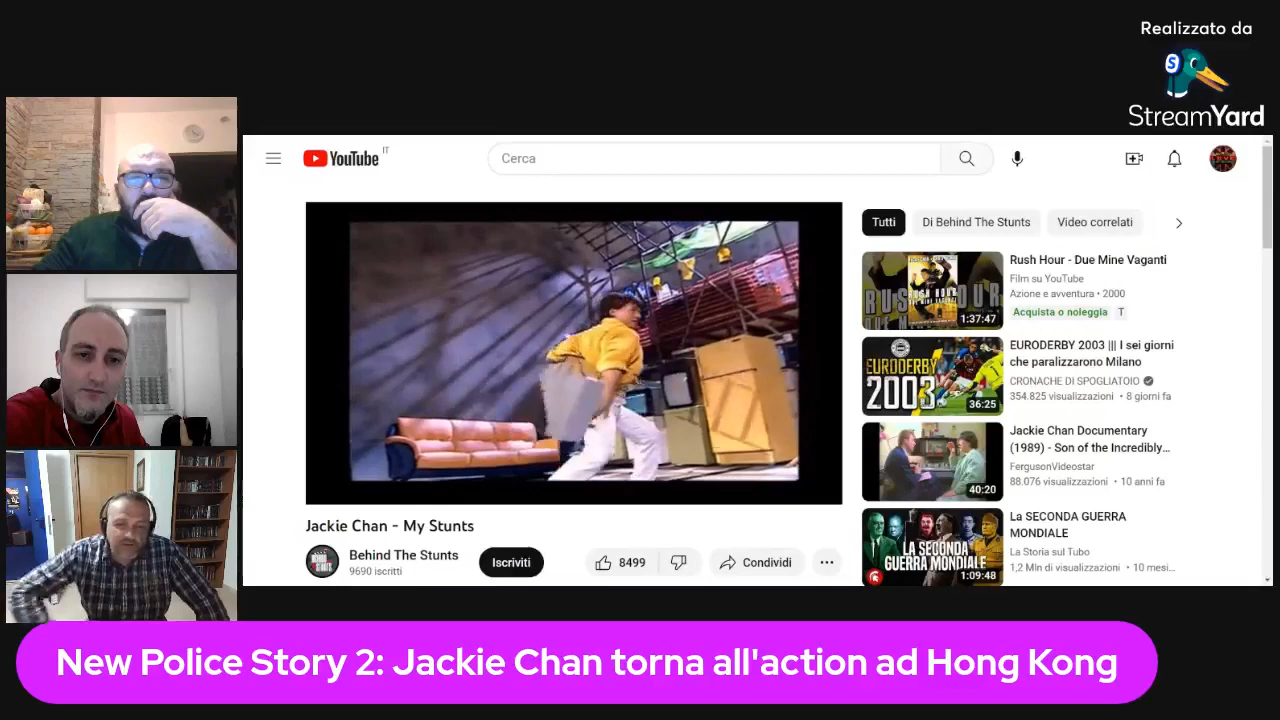 Realizzato da
StreamYard
YouTube
IT
Cerca
Tutti
Di Behind The Stunts
Video correlati
Rush Hour - Due Mine Vaganti
Film su YouTube
Azione e avventura • 2000
Acquista o noleggia
T
1:37:47
EURODERBY 2003 ||| I sei giorni
che paralizzarono Milano
CRONACHE DI SPOGLIATOIO
354.825 visualizzazioni • 8 giorni fa
EURODERBY
2003
36:25
Jackie Chan Documentary
(1989) - Son of the Incredibly...
FergusonVideostar
88.076 visualizzazioni • 10 anni fa
40:20
La SECONDA GUERRA
MONDIALE
La Storia sul Tubo
1,2 Mln di visualizzazioni • 10 mesi...
LA SECONDA
GUERRA MONDIALE
1:09:48
Jackie Chan - My Stunts
Behind The Stunts
9690 iscritti
Iscriviti
8499
Condividi
New Police Story 2: Jackie Chan torna all'action ad Hong Kong